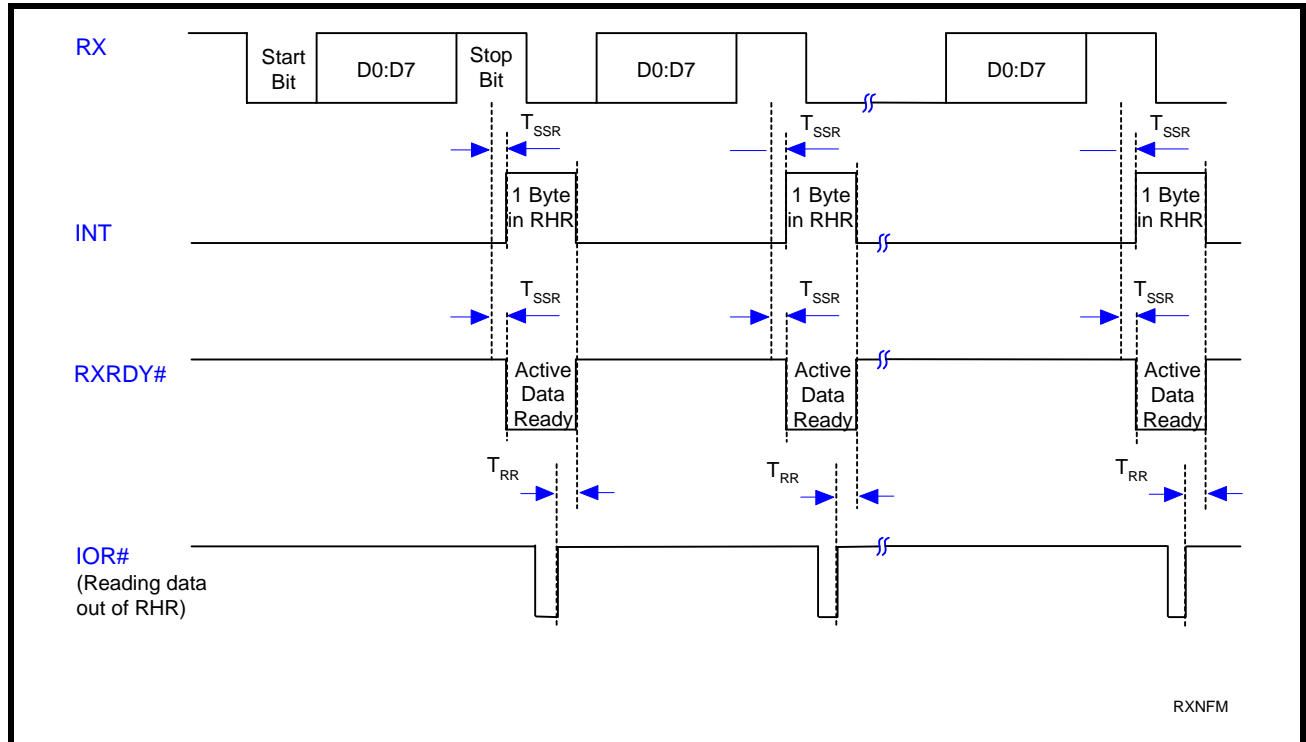 RX
Start
Bit
D0:D7
Stop
Bit
D0:D7
D0:D7
TSSR
TSSR
TSSR
INT
1 Byte
in RHR
1 Byte
in RHR
1 Byte
in RHR
TSSR
TSSR
TSSR
RXRDY#
Active
Data
Ready
Active
Data
Ready
Active
Data
Ready
TRR
TRR
TRR
IOR#
(Reading data
out of RHR)
RXNFM